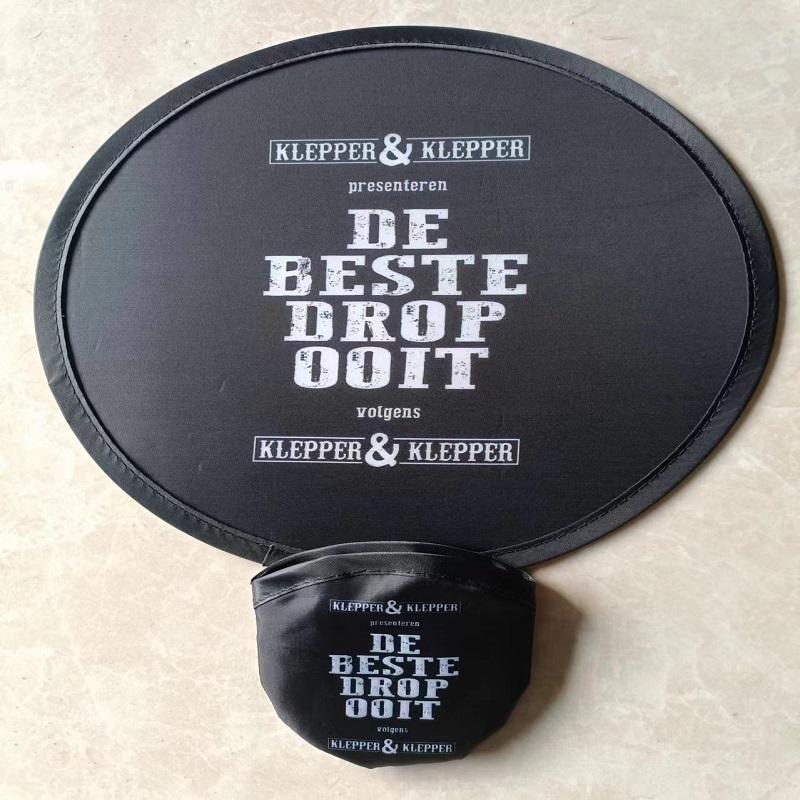 KLEPPER & KLEPPER
presenteren
DE
BESTE
DROP
OOIT
volgens
KLEPPER & KLEPPER
KLEPPER & KLEPPER
presenteren
DE
BESTE
DROP
OOIT
volgens
KLEPPER & KLEPPER